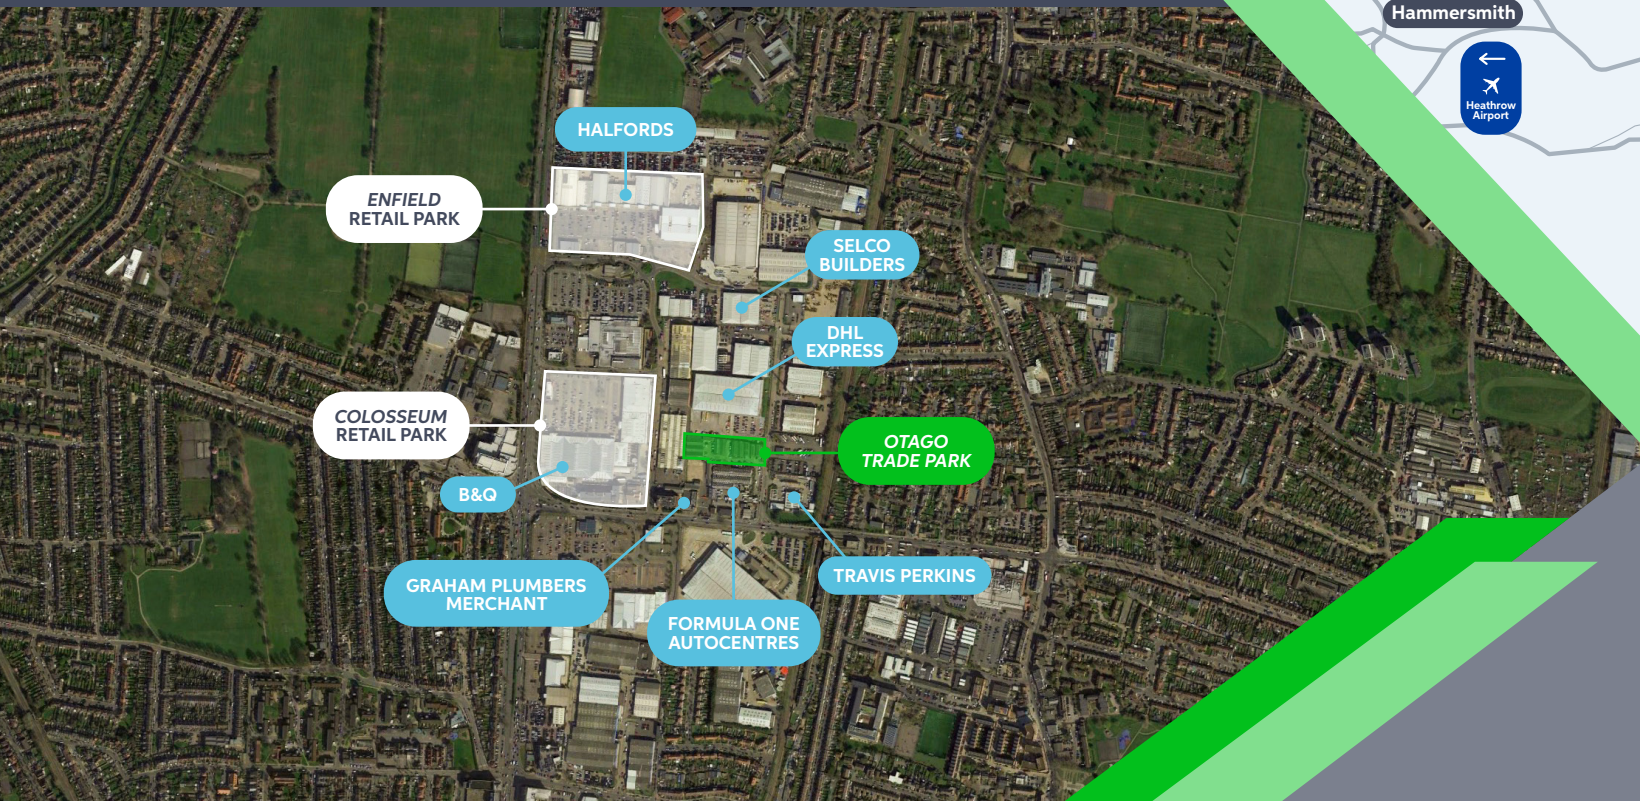 Hammersmith
Heathrow
Airport
HALFORDS
ENFIELD
RETAIL PARK
SELCO
BUILDERS
DHL
EXPRESS
COLOSSEUM
RETAIL PARK
OTAGO
TRADE PARK
B&Q
GRAHAM PLUMBERS
MERCHANT
TRAVIS PERKINS
FORMULA ONE
AUTOCENTRES